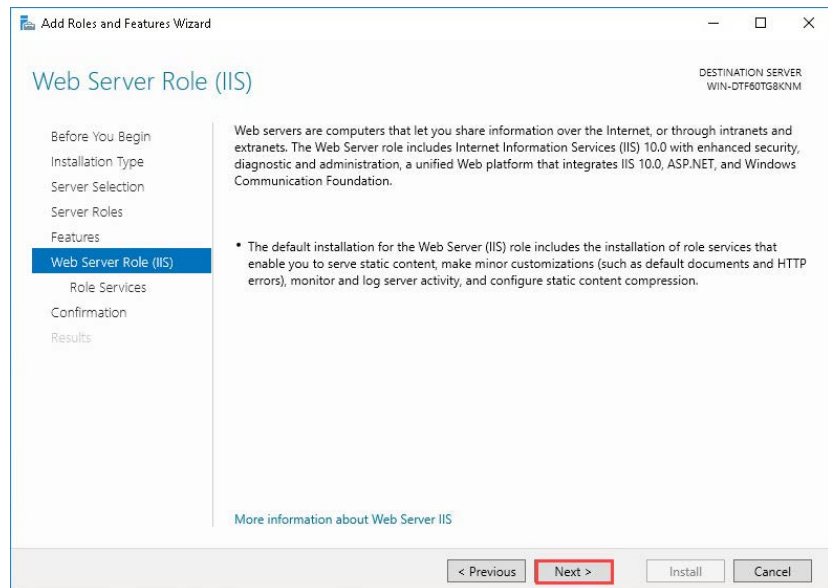 Add Roles and Features Wizard
Web Server Role (IIS)
DESTINATION SERVER
WIN-DTF60TG8KNM
Before You Begin
Installation Type
Server Selection
Server Roles
Features
Web Server Role (IIS)
Role Services
Confirmation
Results
Web servers are computers that let you share information over the Internet, or through intranets and
extranets. The Web Server role includes Internet Information Services (IIS) 10.0 with enhanced security,
diagnostic and administration, a unified Web platform that integrates IIS 10.0, ASP.NET, and Windows
Communication Foundation.
• The default installation for the Web Server (IIS) role includes the installation of role services that
enable you to serve static content, make minor customizations (such as default documents and HTTP
errors), monitor and log server activity, and configure static content compression.
More information about Web Server IIS
< Previous
Next >
Install
Cancel